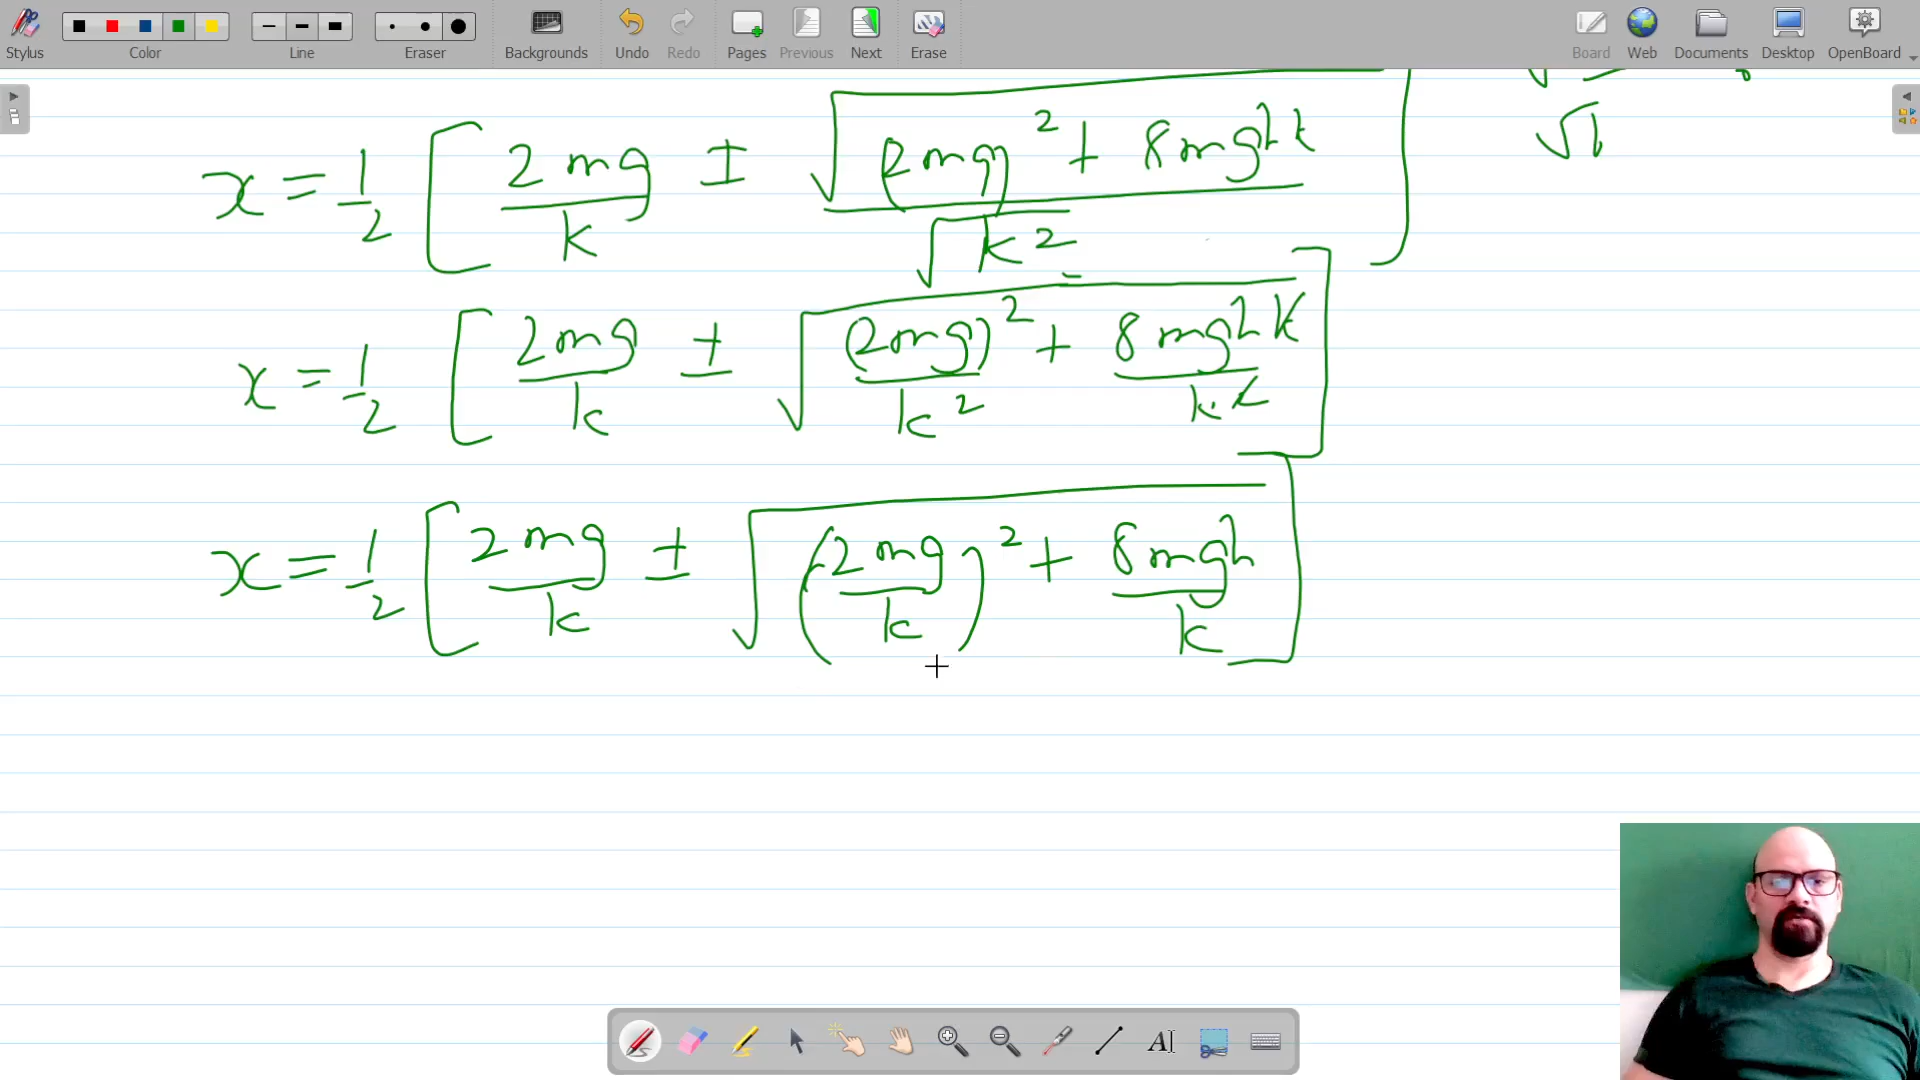 Stylus Color Line Eraser Backgrounds Undo Redo Pages Previous Next Erase Board Web Documents Desktop OpenBoard
x = 1/2 [ 2mg/k ± √((2mg)² + 8mghk)/√k² ]
√1
x = 1/2 [ 2mg/k ± √((2mg)²/k² + 8mghk/k²) ]
x = 1/2 [ 2mg/k ± √((2mg/k)² + 8mgh/k) ]